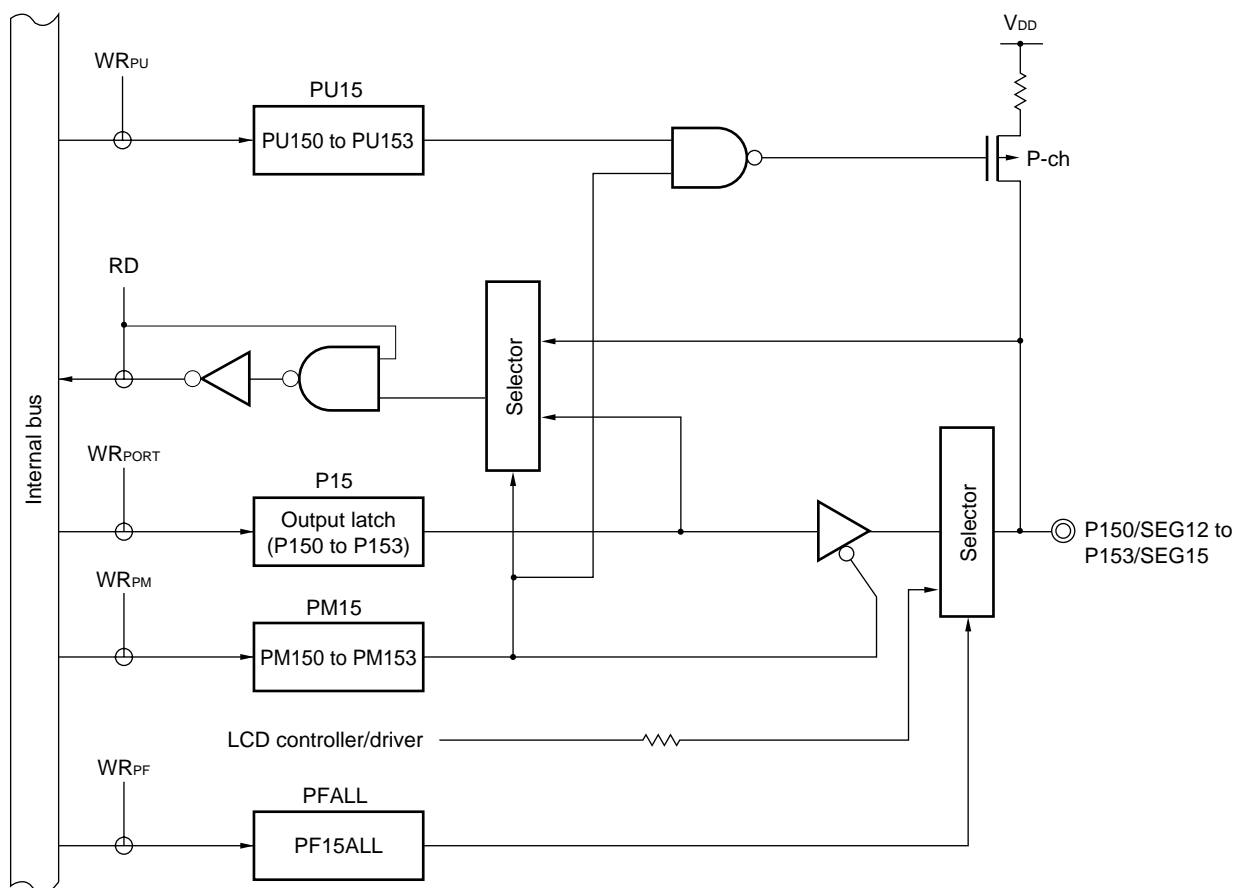 VDD
WRPU
PU15
PU150 to PU153
P-ch
RD
Selector
Internal bus
WRPORT
P15
Output latch
(P150 to P153)
Selector
P150/SEG12 to
P153/SEG15
WRPM
PM15
PM150 to PM153
LCD controller/driver
WRPF
PFALL
PF15ALL